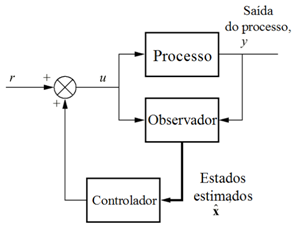 Saída
do processo,
y
Processo
r
+
u
+
Observador
Estados
estimados
x̂
Controlador